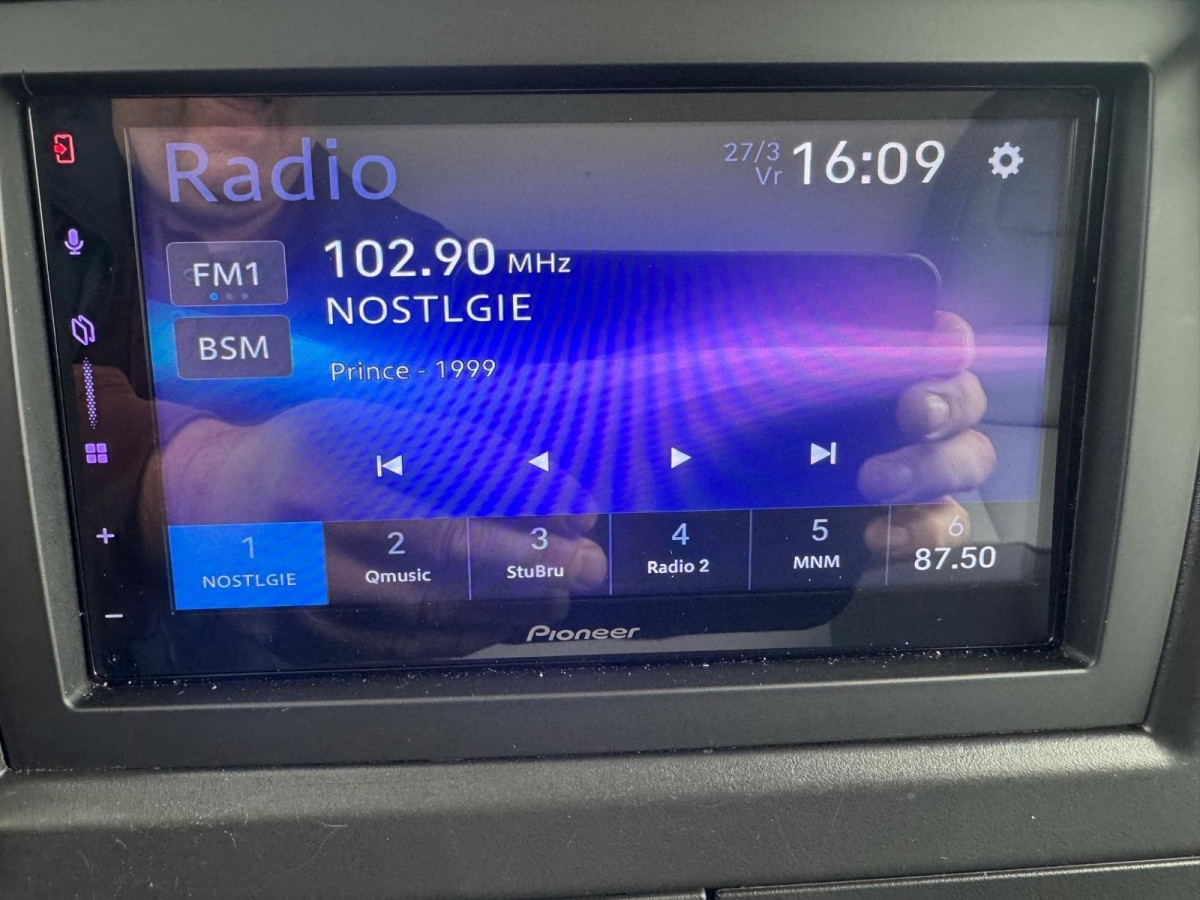 Radio
27/3
Vr
16:09
FM1
102.90 MHz
NOSTLGIE
BSM
Prince - 1999
1
NOSTLGIE
2
Qmusic
3
StuBru
4
Radio 2
5
MNM
6
87.50
Pioneer